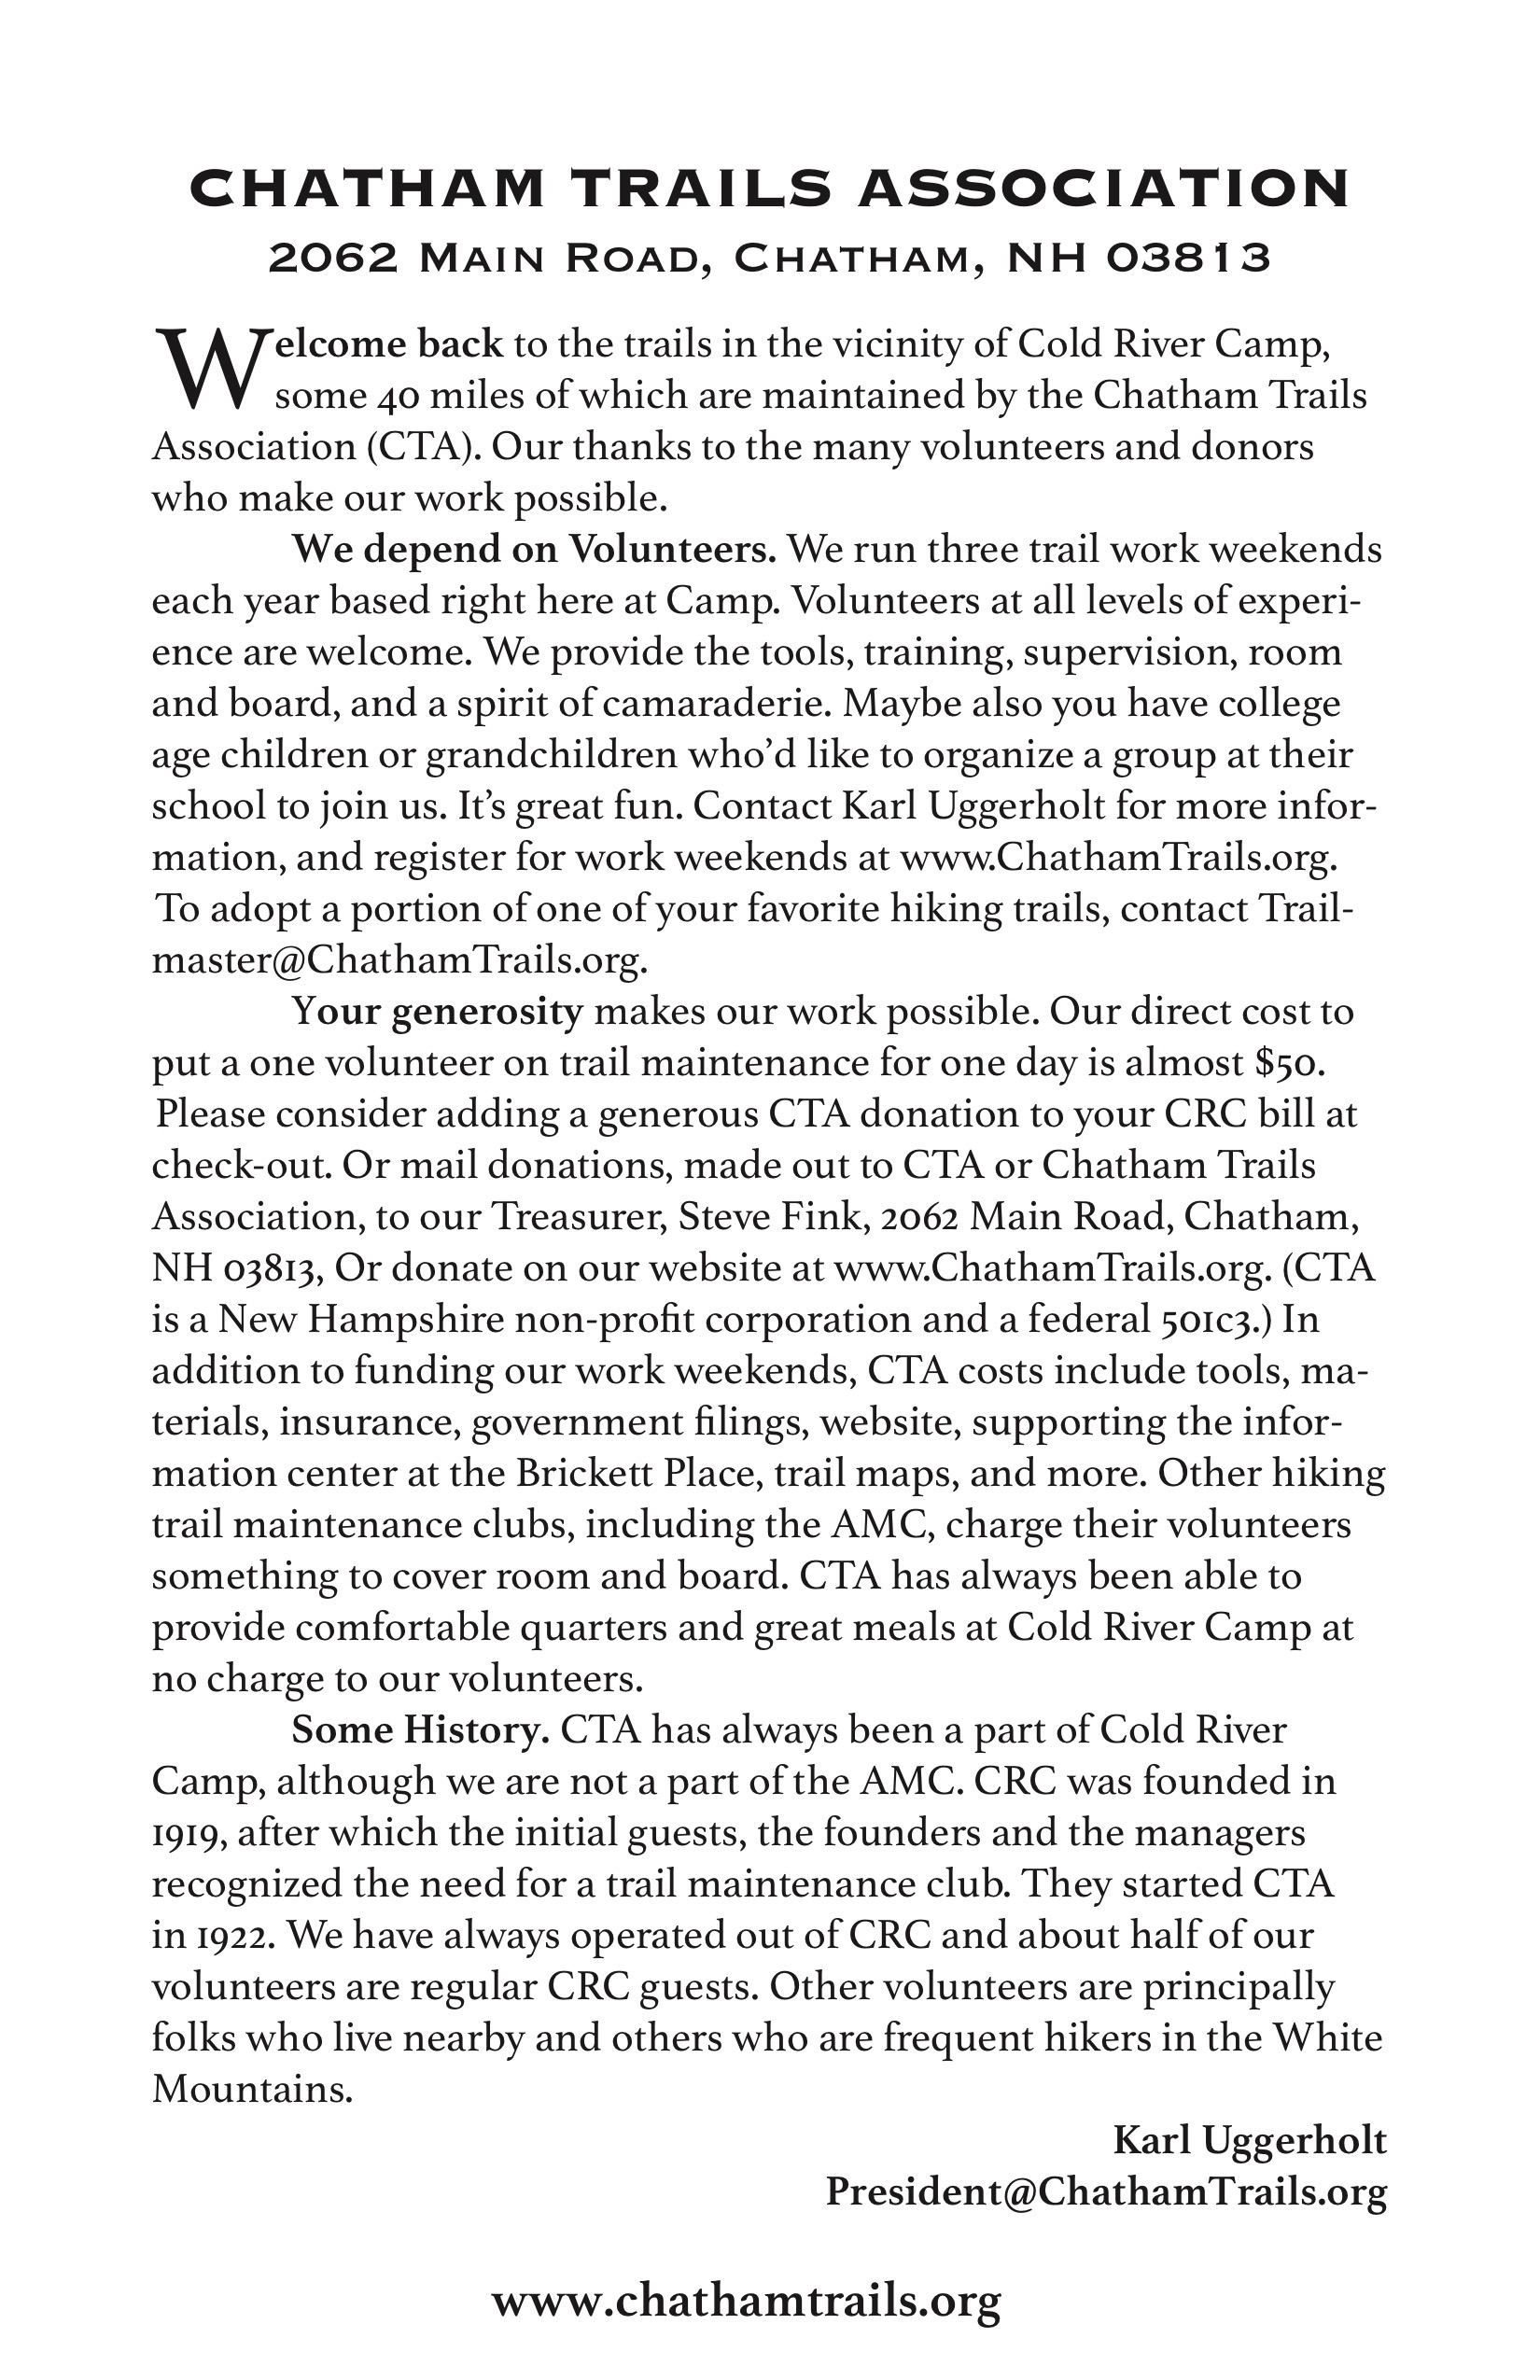 CHATHAM TRAILS ASSOCIATION
2062 Main Road, Chatham, NH 03813
Welcome back to the trails in the vicinity of Cold River Camp,
some 40 miles of which are maintained by the Chatham Trails
Association (CTA). Our thanks to the many volunteers and donors
who make our work possible.
We depend on Volunteers. We run three trail work weekends
each year based right here at Camp. Volunteers at all levels of experi-
ence are welcome. We provide the tools, training, supervision, room
and board, and a spirit of camaraderie. Maybe also you have college
age children or grandchildren who’d like to organize a group at their
school to join us. It’s great fun. Contact Karl Uggerholt for more infor-
mation, and register for work weekends at www.ChathamTrails.org.
To adopt a portion of one of your favorite hiking trails, contact Trail-
master@ChathamTrails.org.
Your generosity makes our work possible. Our direct cost to
put a one volunteer on trail maintenance for one day is almost $50.
Please consider adding a generous CTA donation to your CRC bill at
check-out. Or mail donations, made out to CTA or Chatham Trails
Association, to our Treasurer, Steve Fink, 2062 Main Road, Chatham,
NH 03813, Or donate on our website at www.ChathamTrails.org. (CTA
is a New Hampshire non-profit corporation and a federal 501c3.) In
addition to funding our work weekends, CTA costs include tools, ma-
terials, insurance, government filings, website, supporting the infor-
mation center at the Brickett Place, trail maps, and more. Other hiking
trail maintenance clubs, including the AMC, charge their volunteers
something to cover room and board. CTA has always been able to
provide comfortable quarters and great meals at Cold River Camp at
no charge to our volunteers.
Some History. CTA has always been a part of Cold River
Camp, although we are not a part of the AMC. CRC was founded in
1919, after which the initial guests, the founders and the managers
recognized the need for a trail maintenance club. They started CTA
in 1922. We have always operated out of CRC and about half of our
volunteers are regular CRC guests. Other volunteers are principally
folks who live nearby and others who are frequent hikers in the White
Mountains.
Karl Uggerholt
President@ChathamTrails.org
www.chathamtrails.org